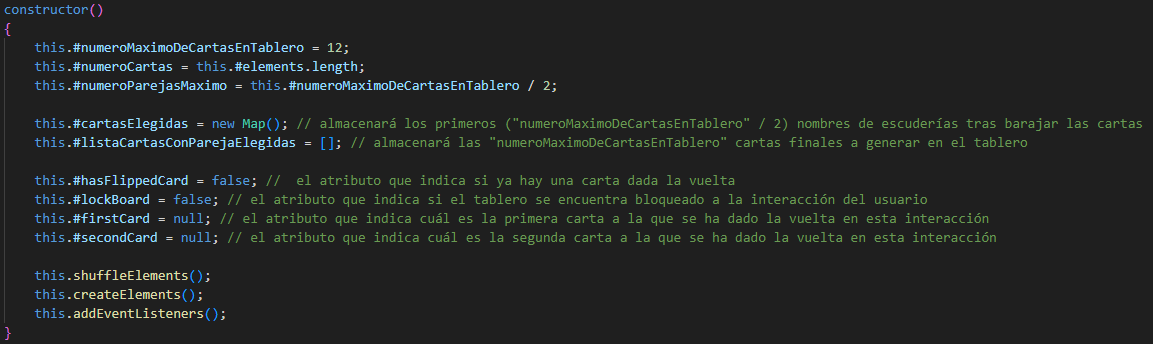 constructor()
{
    this.#numeroMaximoDeCartasEnTablero = 12;
    this.#numeroCartas = this.#elements.length;
    this.#numeroParejasMaximo = this.#numeroMaximoDeCartasEnTablero / 2;

    this.#cartasElegidas = new Map(); // almacenará los primeros ("numeroMaximoDeCartasEnTablero" / 2) nombres de escuderías tras barajar las cartas
    this.#listaCartasConParejaElegidas = []; // almacenará las "numeroMaximoDeCartasEnTablero" cartas finales a generar en el tablero

    this.#hasFlippedCard = false; //  el atributo que indica si ya hay una carta dada la vuelta
    this.#lockBoard = false; // el atributo que indica si el tablero se encuentra bloqueado a la interacción del usuario
    this.#firstCard = null; // el atributo que indica cuál es la primera carta a la que se ha dado la vuelta en esta interacción
    this.#secondCard = null; // el atributo que indica cuál es la segunda carta a la que se ha dado la vuelta en esta interacción

    this.shuffleElements();
    this.createElements();
    this.addEventListeners();
}